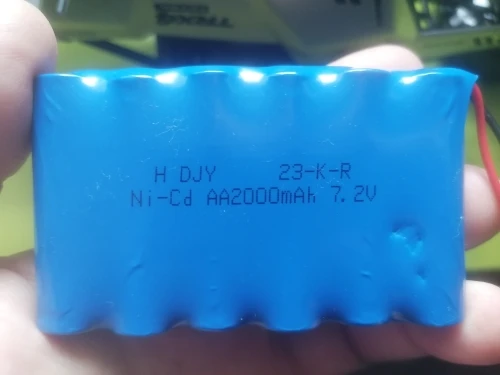 H DJY 23-K-R
Ni-Cd AA2000mAh 7.2V